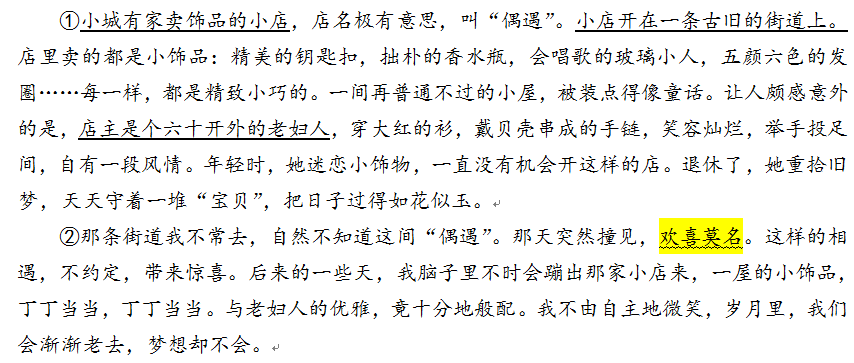 ①小城有家卖饰品的小店，店名极有意思，叫“偶遇”。小店开在一条古旧的街道上。
店里卖的都是小饰品：精美的钥匙扣，拙朴的香水瓶，会唱歌的玻璃小人，五颜六色的发
圈……每一样，都是精致小巧的。一间再普通不过的小屋，被装点得像童话。让人颇感意外
的是，店主是个六十开外的老妇人，穿大红的衫，戴贝壳串成的手链，笑容灿烂，举手投足
间，自有一段风情。年轻时，她迷恋小饰物，一直没有机会开这样的店。退休了，她重拾旧
梦，天天守着一堆“宝贝”，把日子过得如花似玉。
②那条街道我不常去，自然不知道这间“偶遇”。那天突然撞见，欢喜莫名。这样的相
遇，不约定，带来惊喜。后来的一些天，我脑子里不时会蹦出那家小店来，一屋的小饰品，
丁丁当当，丁丁当当。与老妇人的优雅，竟十分地般配。我不由自主地微笑，岁月里，我们
会渐渐老去，梦想却不会。